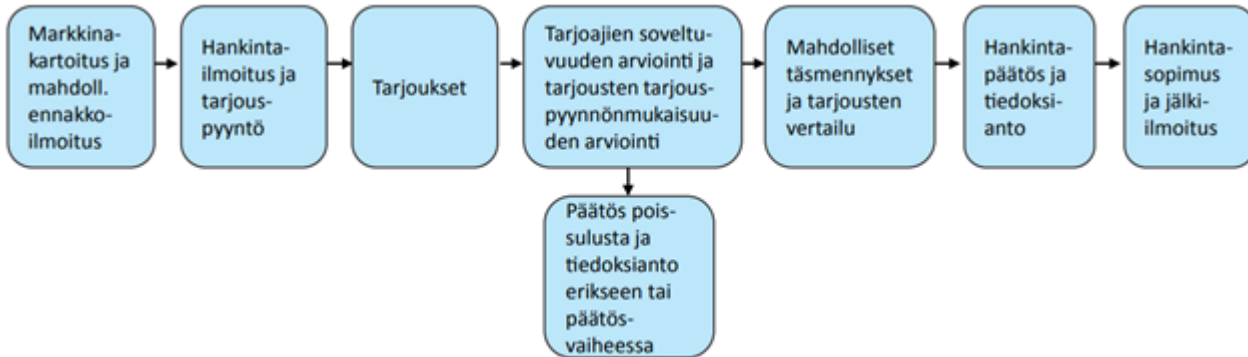 Markkina-
kartoitus ja
mahdoll.
ennakko-
ilmoitus
Hankinta-
ilmoitus ja
tarjous-
pyyntö
Tarjoukset
Tarjoajien soveltu-
vuuden arviointi ja
tarjousten tarjous-
pyynnönmukaisuu-
den arviointi
Mahdolliset
täsmennykset
ja tarjousten
vertailu
Hankinta-
päätös ja
tiedoksi-
anto
Hankinta-
sopimus
ja jälki-
ilmoitus
Päätös pois-
sulusta ja
tiedoksianto
erikseen tai
päätös-
vaiheessa